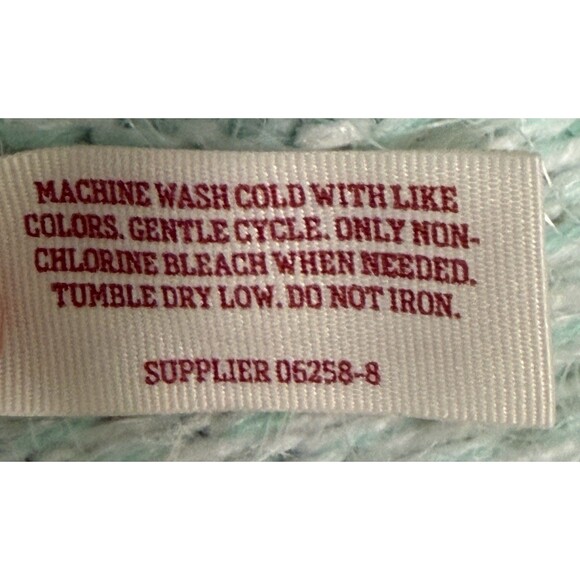 MACHINE WASH COLD WITH LIKE
COLORS. GENTLE CYCLE. ONLY NON-
CHLORINE BLEACH WHEN NEEDED.
TUMBLE DRY LOW. DO NOT IRON.
SUPPLIER 06258-8